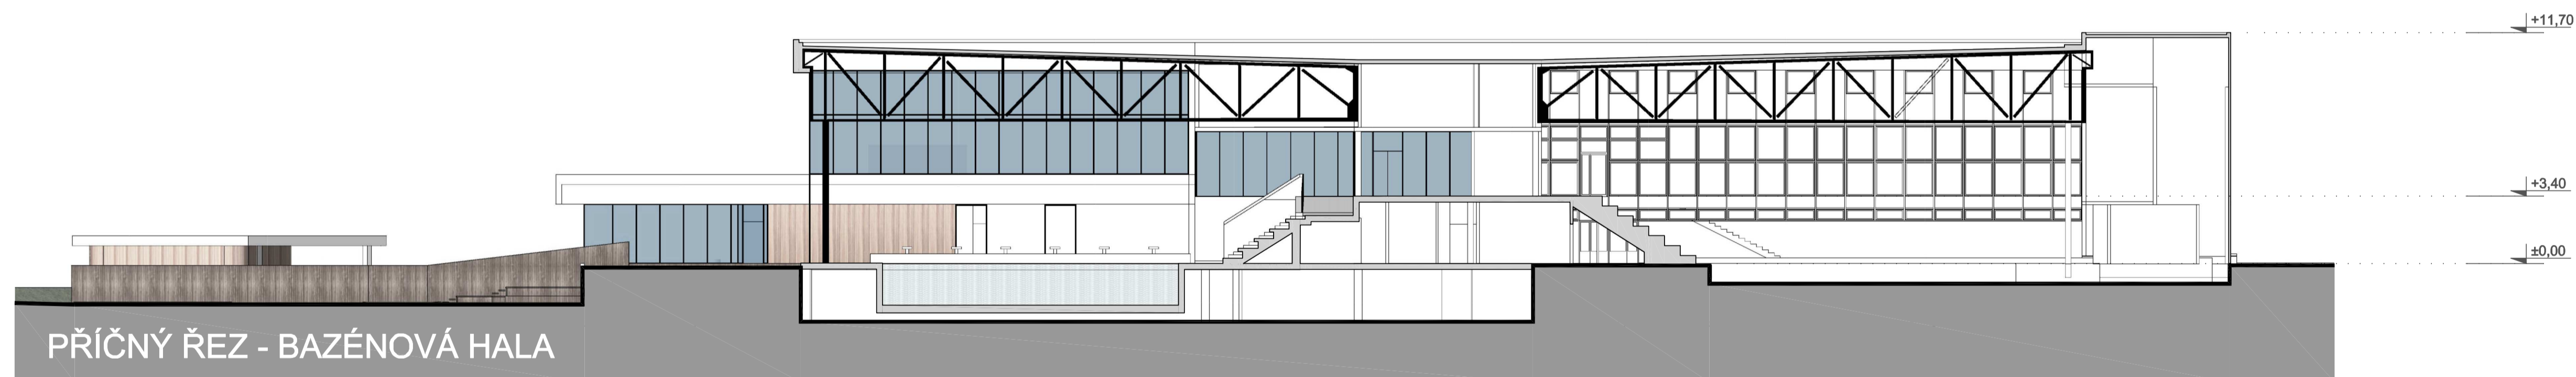 +11,70
+3,40
±0,00
PŘÍČNÝ ŘEZ - BAZÉNOVÁ HALA